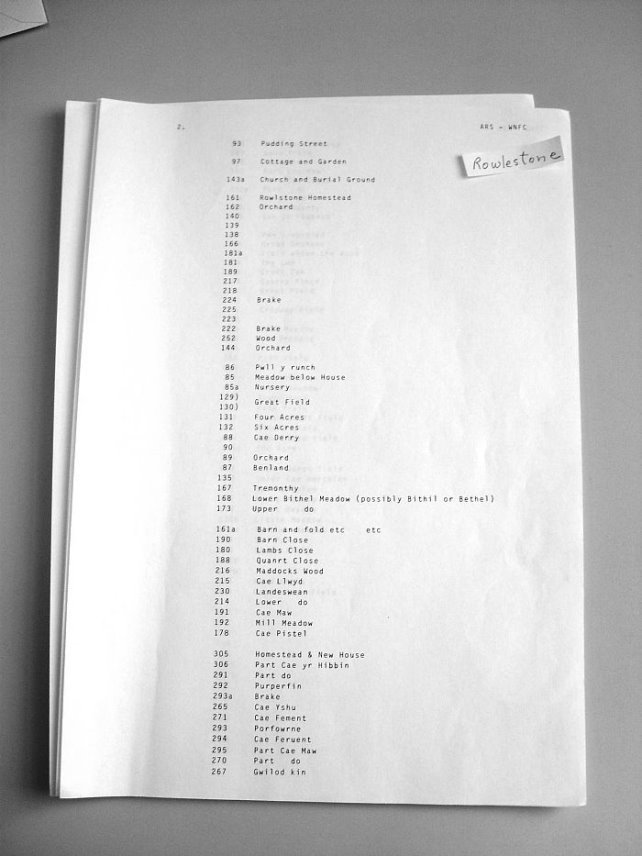 2. ARS - WNFC
Rowlestone
93 Pudding Street
97 Cottage and Garden
143a Church and Burial Ground
161 Rowlstone Homestead
162 Orchard
140
139
138
166
181a
181
189
217
218
224 Brake
225
223
222 Brake
252 Wood
144 Orchard
86 Pwll y runch
85 Meadow below House
85a Nursery
129)
130) Great Field
131 Four Acres
132 Six Acres
88 Cae Derry
90
89 Orchard
87 Benland
135
167 Tremonthy
168 Lower Bithel Meadow (possibly Bithil or Bethel)
173 Upper do
161a Barn and fold etc etc
190 Barn Close
180 Lambs Close
188 Quanrt Close
216 Maddocks Wood
215 Cae Llwyd
230 Landeswean
214 Lower do
191 Cae Maw
192 Mill Meadow
178 Cae Pistel
305 Homestead & New House
306 Part Cae yr Hibbin
291 Part do
292 Purperfin
293a Brake
265 Cae Yshu
271 Cae Fement
293 Porfowrne
294 Cae Feruent
295 Part Cae Maw
270 Part do
267 Gwilod kin